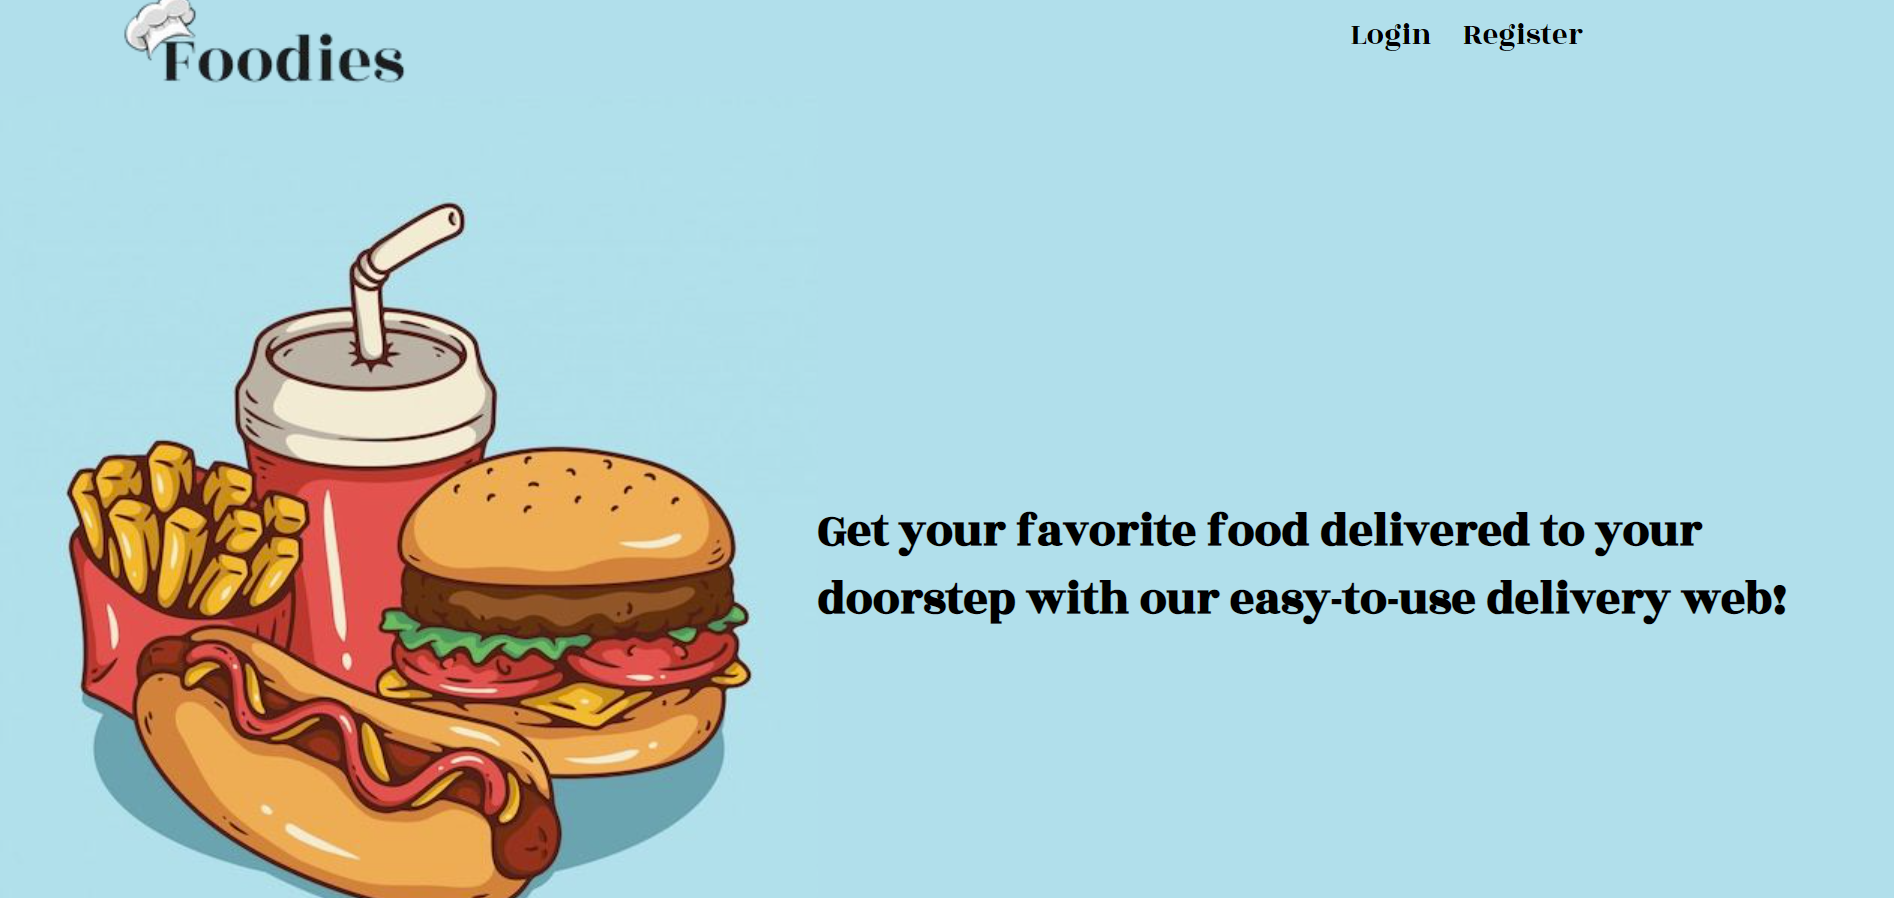 Foodies
Login Register
Get your favorite food delivered to your
doorstep with our easy-to-use delivery web!